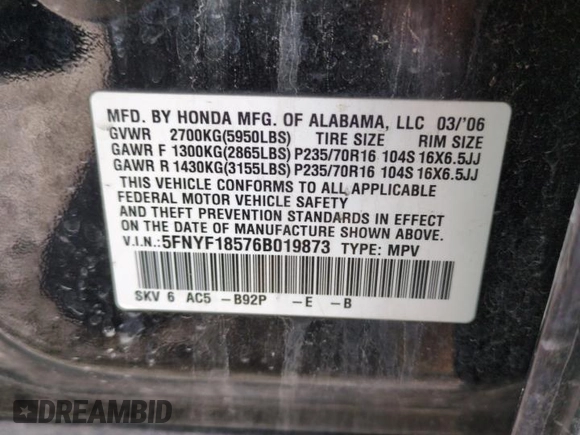 MFD. BY HONDA MFG. OF ALABAMA, LLC 03/'06
GVWR 2700KG(5950LBS) TIRE SIZE RIM SIZE
GAWR F 1300KG(2865LBS) P235/70R16 104S 16X6.5JJ
GAWR R 1430KG(3155LBS) P235/70R16 104S 16X6.5JJ
THIS VEHICLE CONFORMS TO ALL APPLICABLE
FEDERAL MOTOR VEHICLE SAFETY
AND THEFT PREVENTION STANDARDS IN EFFECT
ON THE DATE OF MANUFACTURE SHOWN ABOVE.
V.I.N.:5FNYF18576B019873 TYPE: MPV
SKV 6 AC5 –B92P –E –B
DREAMBID